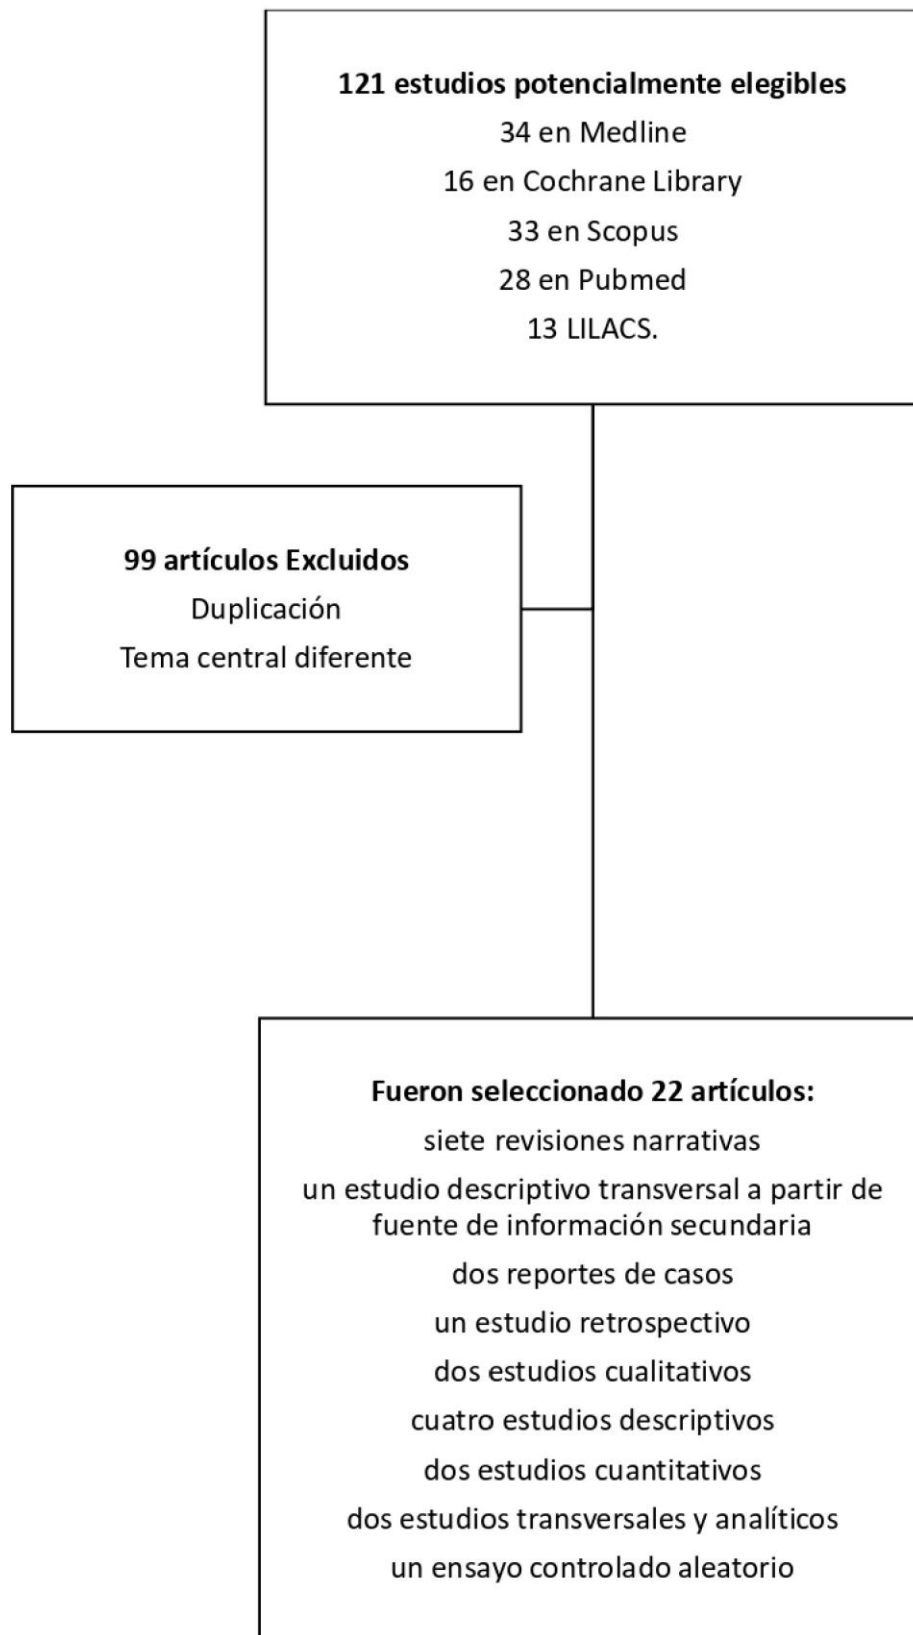 121 estudios potencialmente elegibles
34 en Medline
16 en Cochrane Library
33 en Scopus
28 en Pubmed
13 LILACS.
99 artículos Excluidos
Duplicación
Tema central diferente
Fueron seleccionado 22 artículos:
siete revisiones narrativas
un estudio descriptivo transversal a partir de
fuente de información secundaria
dos reportes de casos
un estudio retrospectivo
dos estudios cualitativos
cuatro estudios descriptivos
dos estudios cuantitativos
dos estudios transversales y analíticos
un ensayo controlado aleatorio